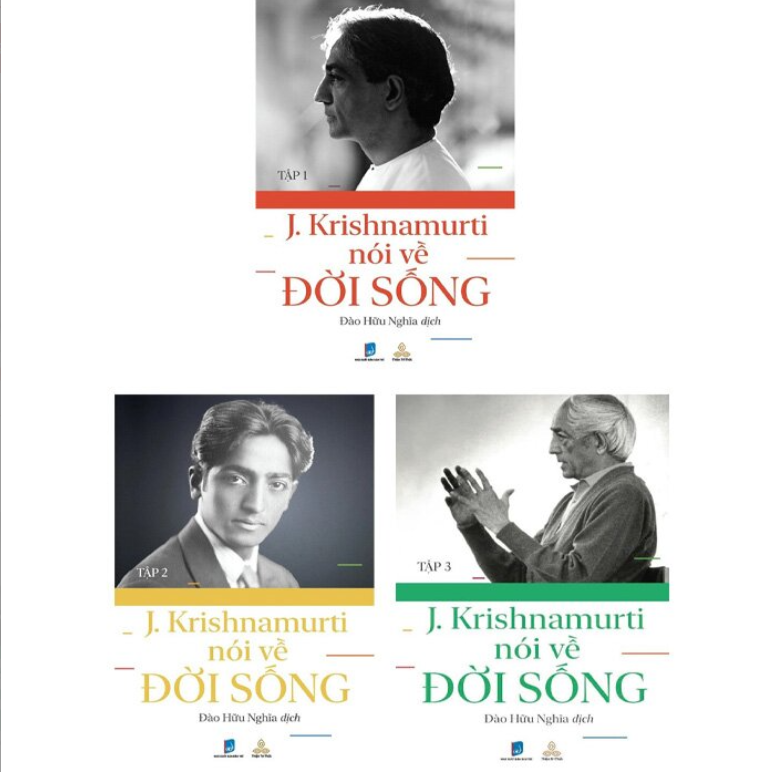 TẬP 1
J. Krishnamurti
nói về
ĐỜI SỐNG
Đào Hữu Nghĩa dịch
TẬP 2
J. Krishnamurti
nói về
ĐỜI SỐNG
Đào Hữu Nghĩa dịch
TẬP 3
J. Krishnamurti
nói về
ĐỜI SỐNG
Đào Hữu Nghĩa dịch